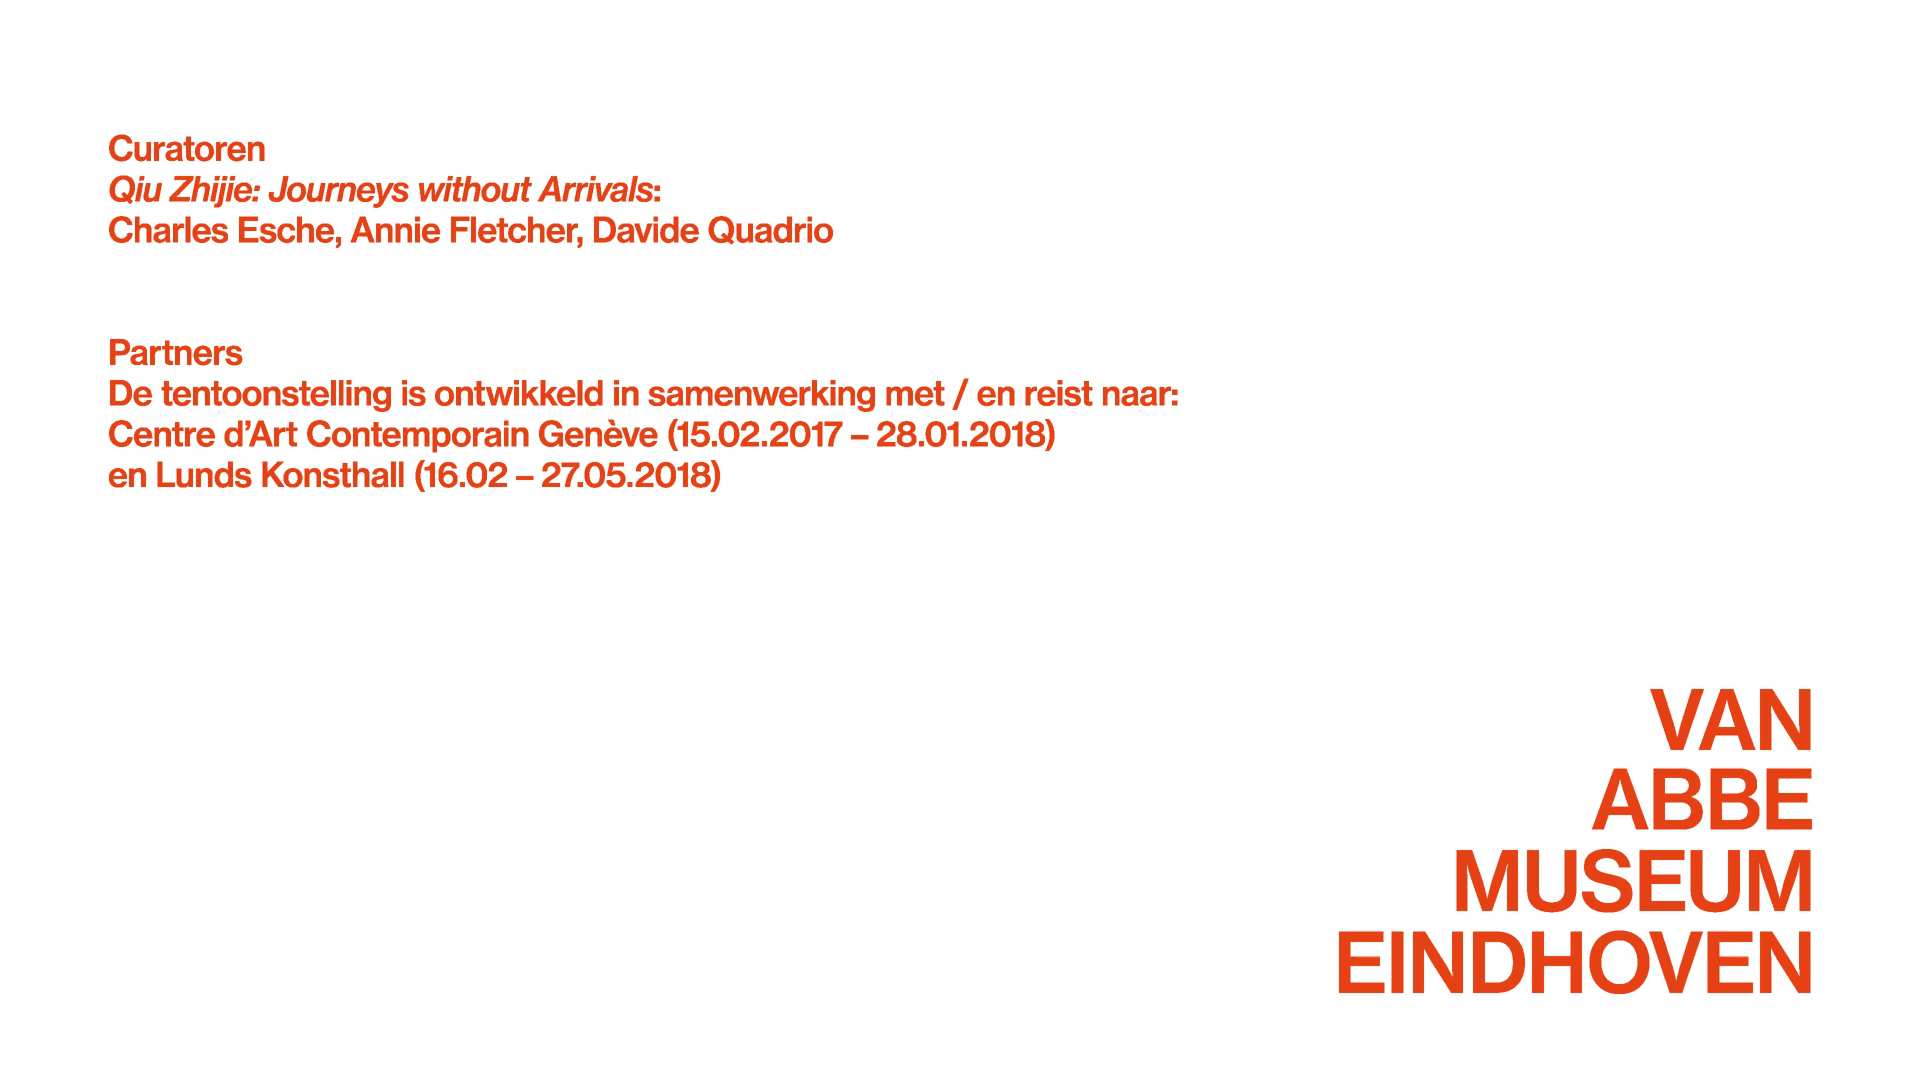 Curatoren
Qiu Zhijie: Journeys without Arrivals:
Charles Esche, Annie Fletcher, Davide Quadrio
Partners
De tentoonstelling is ontwikkeld in samenwerking met / en reist naar:
Centre d’Art Contemporain Genève (15.02.2017 – 28.01.2018)
en Lunds Konsthall (16.02 – 27.05.2018)
VAN
ABBE
MUSEUM
EINDHOVEN